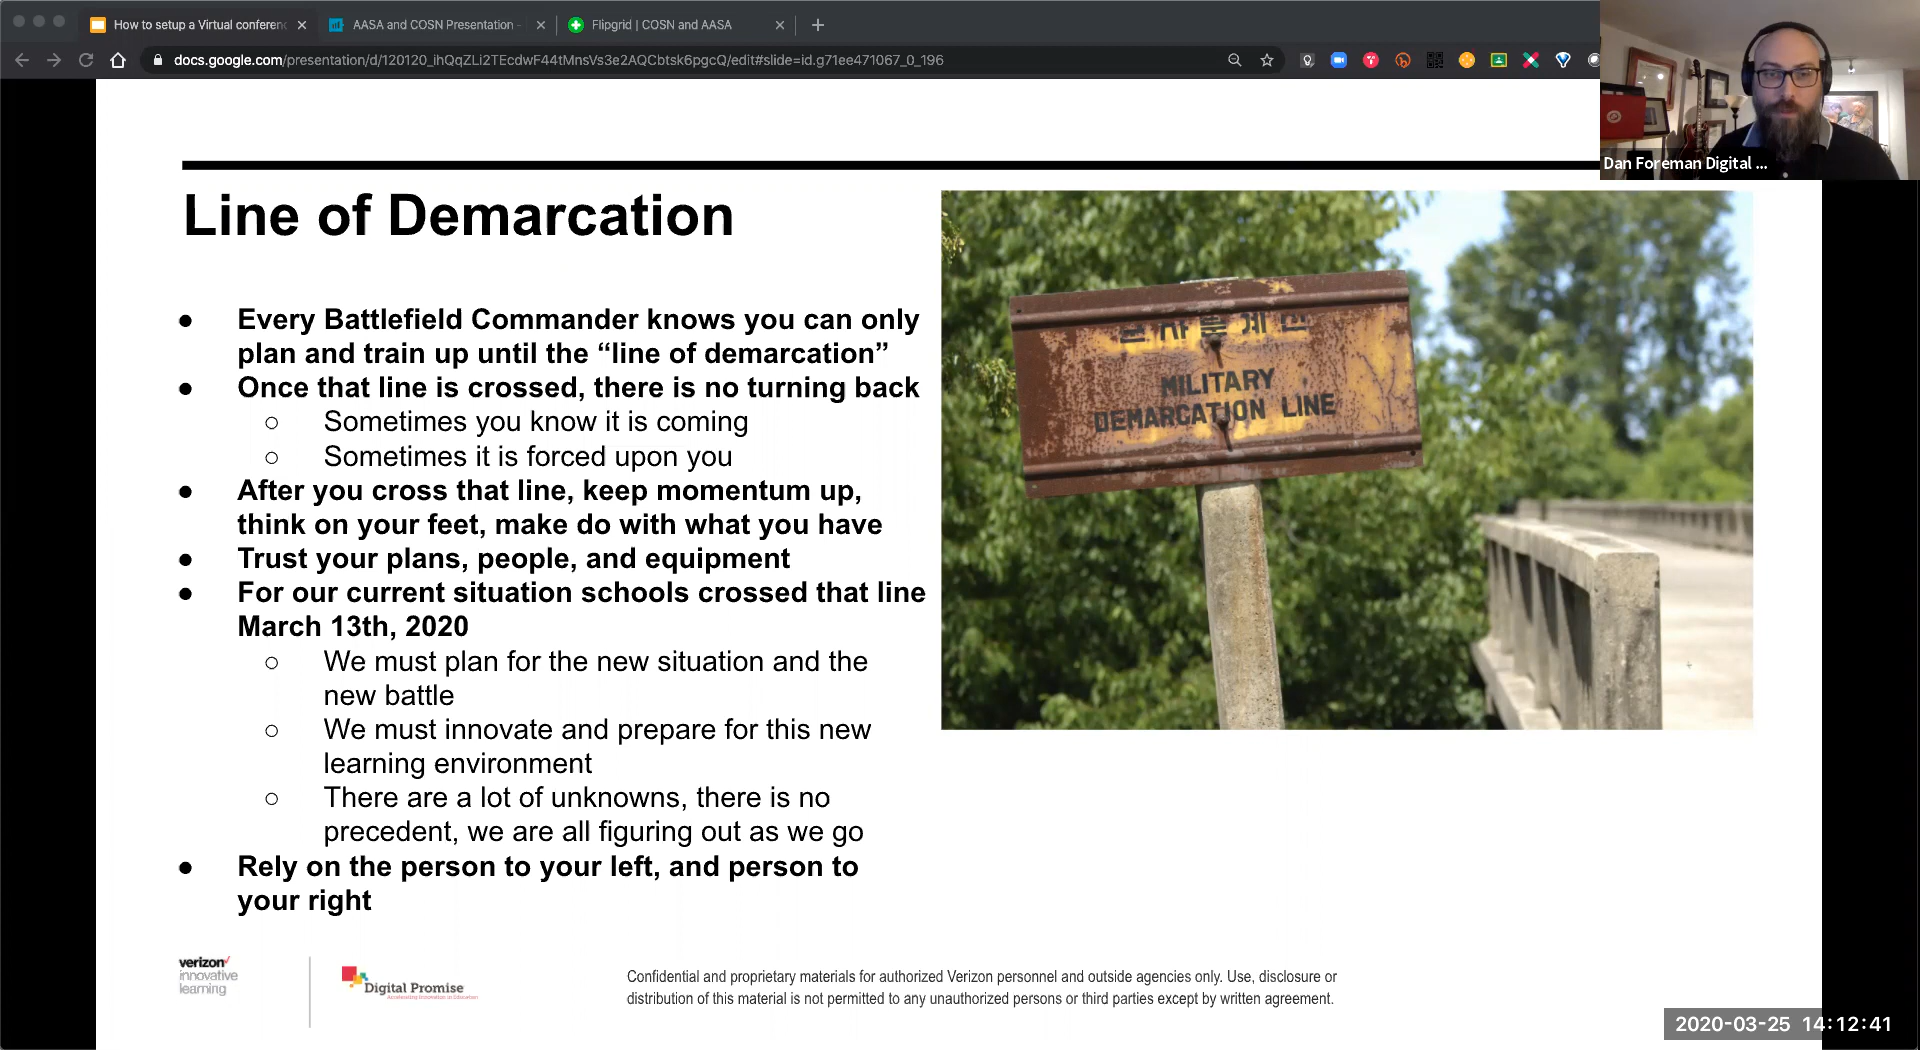 How to setup a Virtual conferenc
AASA and COSN Presentation -
Flipgrid | COSN and AASA
docs.google.com/presentation/d/120120_ihQqZLi2TEcdwF44tMnsVs3e2AQCbtsk6pgcQ/edit#slide=id.g71ee471067_0_196
Dan Foreman Digital ...
Line of Demarcation
● Every Battlefield Commander knows you can only
plan and train up until the “line of demarcation”
● Once that line is crossed, there is no turning back
○ Sometimes you know it is coming
○ Sometimes it is forced upon you
● After you cross that line, keep momentum up,
think on your feet, make do with what you have
● Trust your plans, people, and equipment
● For our current situation schools crossed that line
March 13th, 2020
○ We must plan for the new situation and the
new battle
○ We must innovate and prepare for this new
learning environment
○ There are a lot of unknowns, there is no
precedent, we are all figuring out as we go
● Rely on the person to your left, and person to
your right
MILITARY
DEMARCATION LINE
verizon
innovative
learning
Digital Promise
Accelerating Innovation in Education
Confidential and proprietary materials for authorized Verizon personnel and outside agencies only. Use, disclosure or
distribution of this material is not permitted to any unauthorized persons or third parties except by written agreement.
2020-03-25 14:12:41